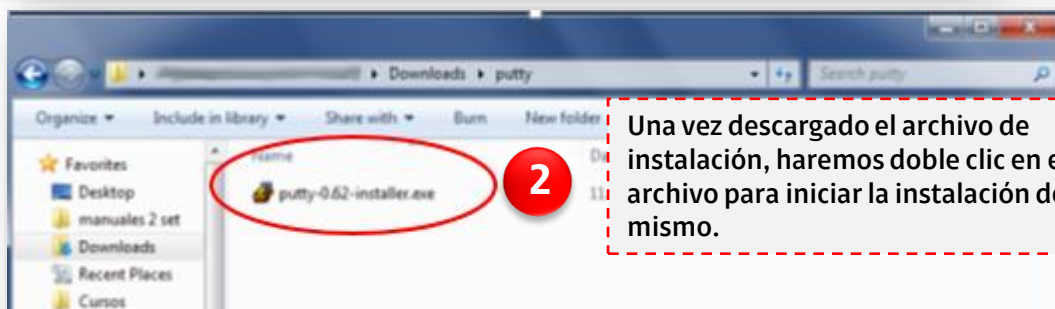 Downloads
putty
Search putty
Organize
Include in library
Share with
Burn
New folder
Favorites
Desktop
manuales 2 set
Downloads
Recent Places
Cursos
Name
Da
putty-0.62-installer.exe
11
2
Una vez descargado el archivo de
instalación, haremos doble clic en e
archivo para iniciar la instalación de
mismo.